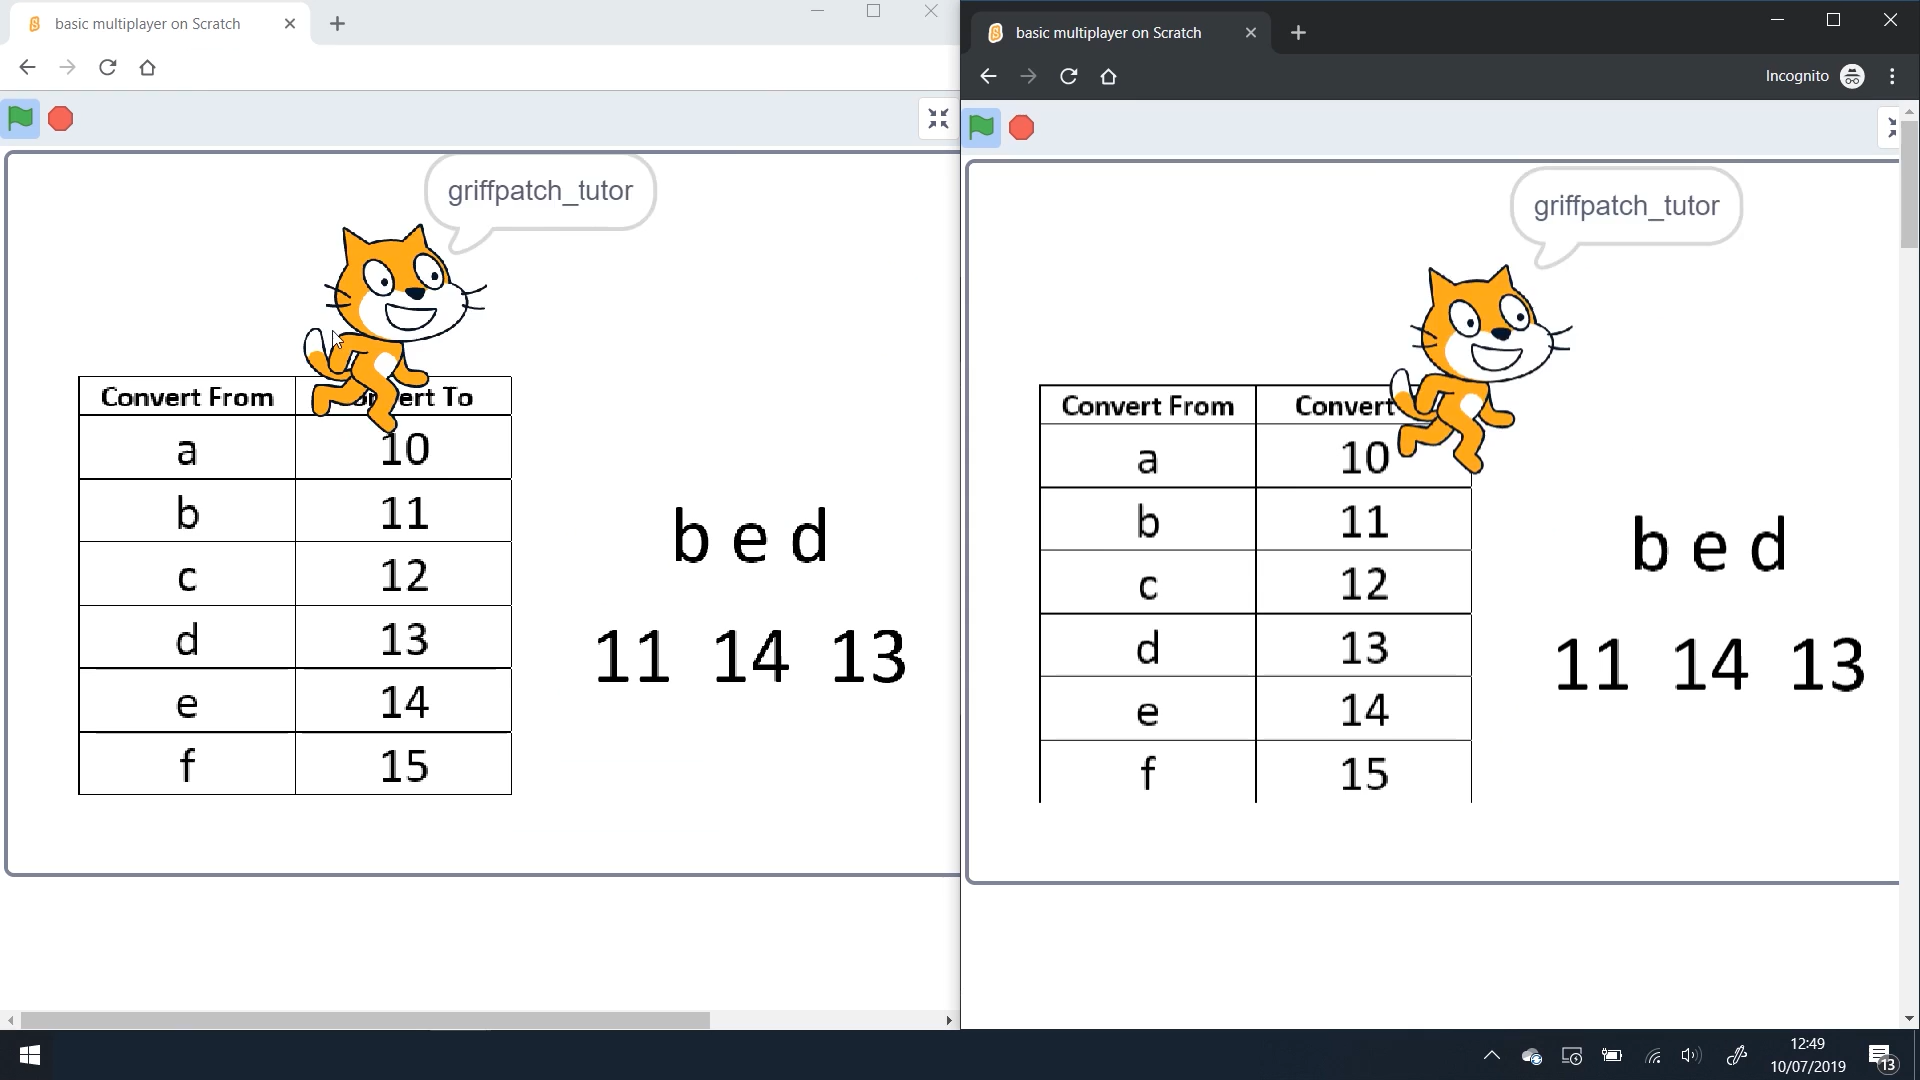 basic multiplayer on Scratch
griffpatch_tutor
Convert From
ert To
a 10
b 11
c 12
d 13
e 14
f 15
b e d
11 14 13
basic multiplayer on Scratch
Incognito
griffpatch_tutor
Convert From Convert
a 10
b 11
c 12
d 13
e 14
f 15
b e d
11 14 13
12:49
10/07/2019
13